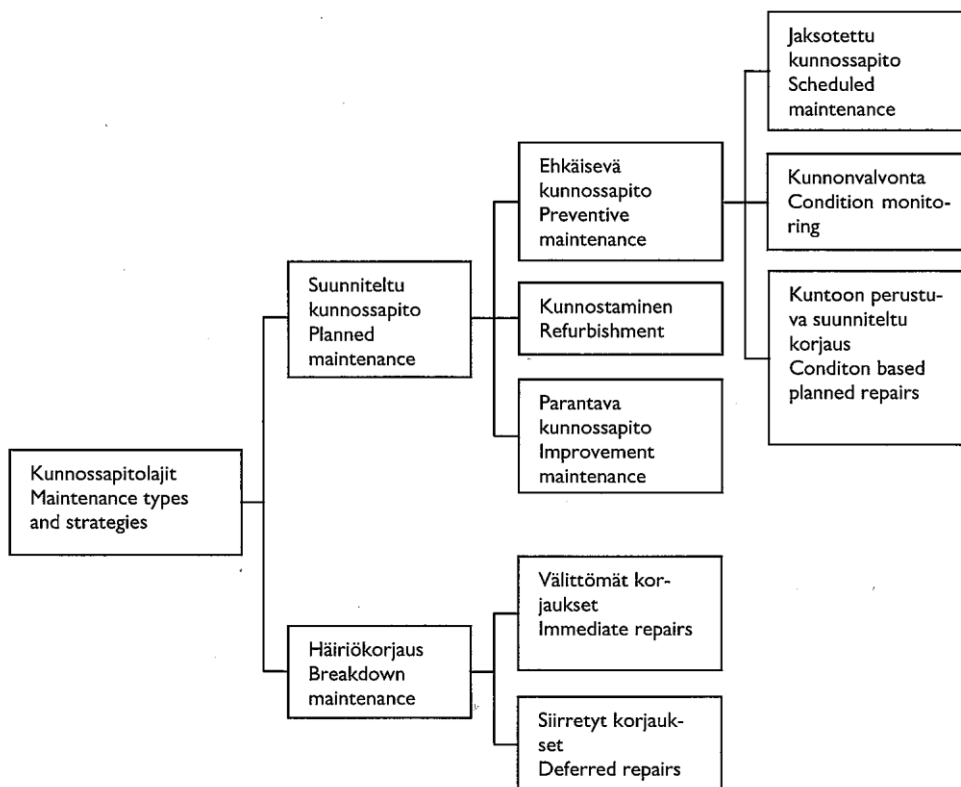 Jaksotettu
kunnossapito
Scheduled
maintenance
Ehkäisevä
kunnossapito
Preventive
maintenance
Kunnonvalvonta
Condition monito-
ring
Suunniteltu
kunnossapito
Planned
maintenance
Kunnostaminen
Refurbishment
Kuntoon perustu-
va suunniteltu
korjaus
Conditon based
planned repairs
Parantava
kunnossapito
Improvement
maintenance
Kunnossapitolajit
Maintenance types
and strategies
Välittömät kor-
jaukset
Immediate repairs
Häiriökorjaus
Breakdown
maintenance
Siirretyt korjauk-
set
Deferred repairs